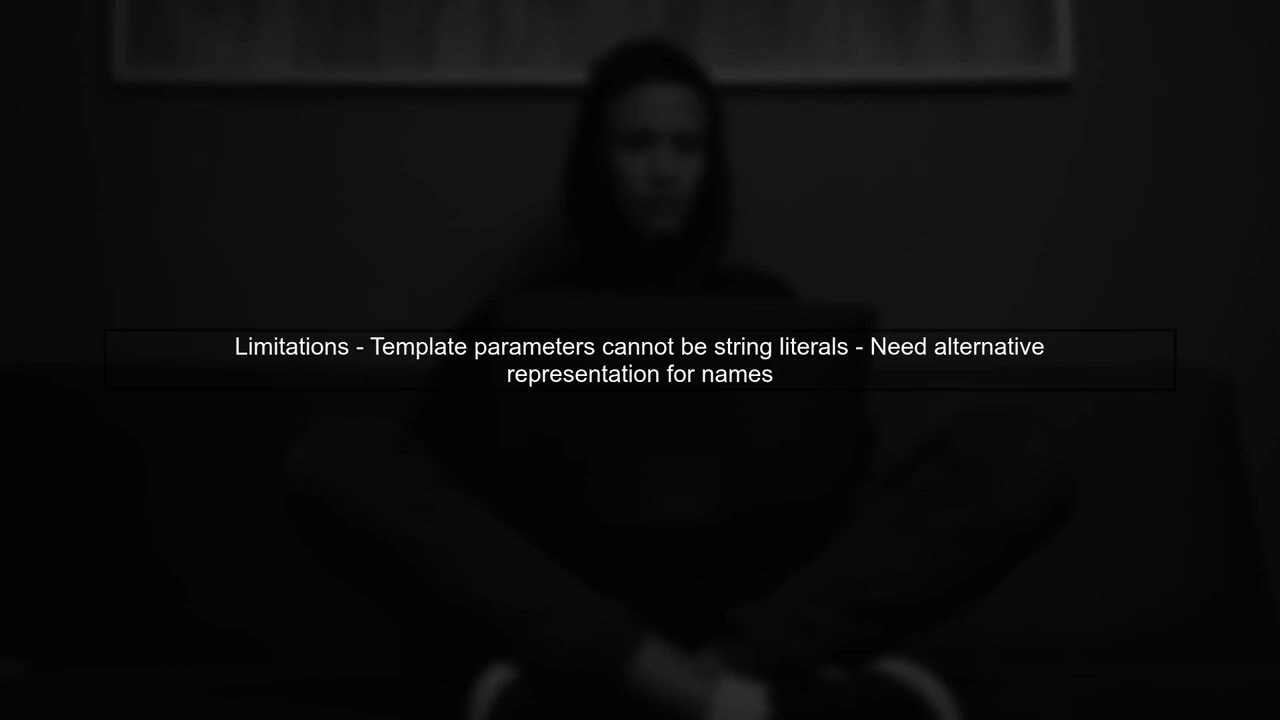 Limitations - Template parameters cannot be string literals - Need alternative
representation for names